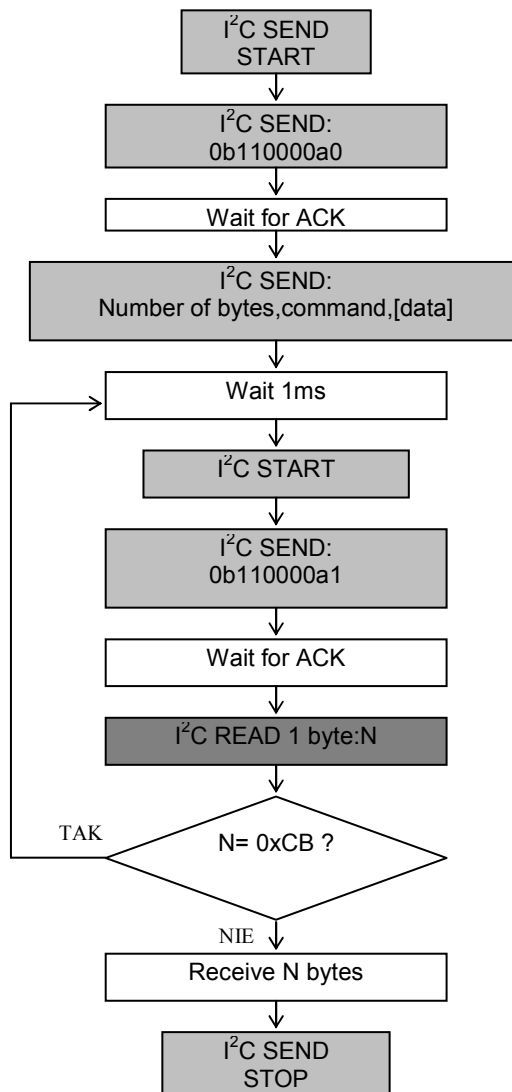 I²C SEND
START
I²C SEND:
0b110000a0
Wait for ACK
I²C SEND:
Number of bytes,command,[data]
Wait 1ms
I²C START
I²C SEND:
0b110000a1
Wait for ACK
I²C READ 1 byte:N
TAK
N= 0xCB ?
NIE
Receive N bytes
I²C SEND
STOP